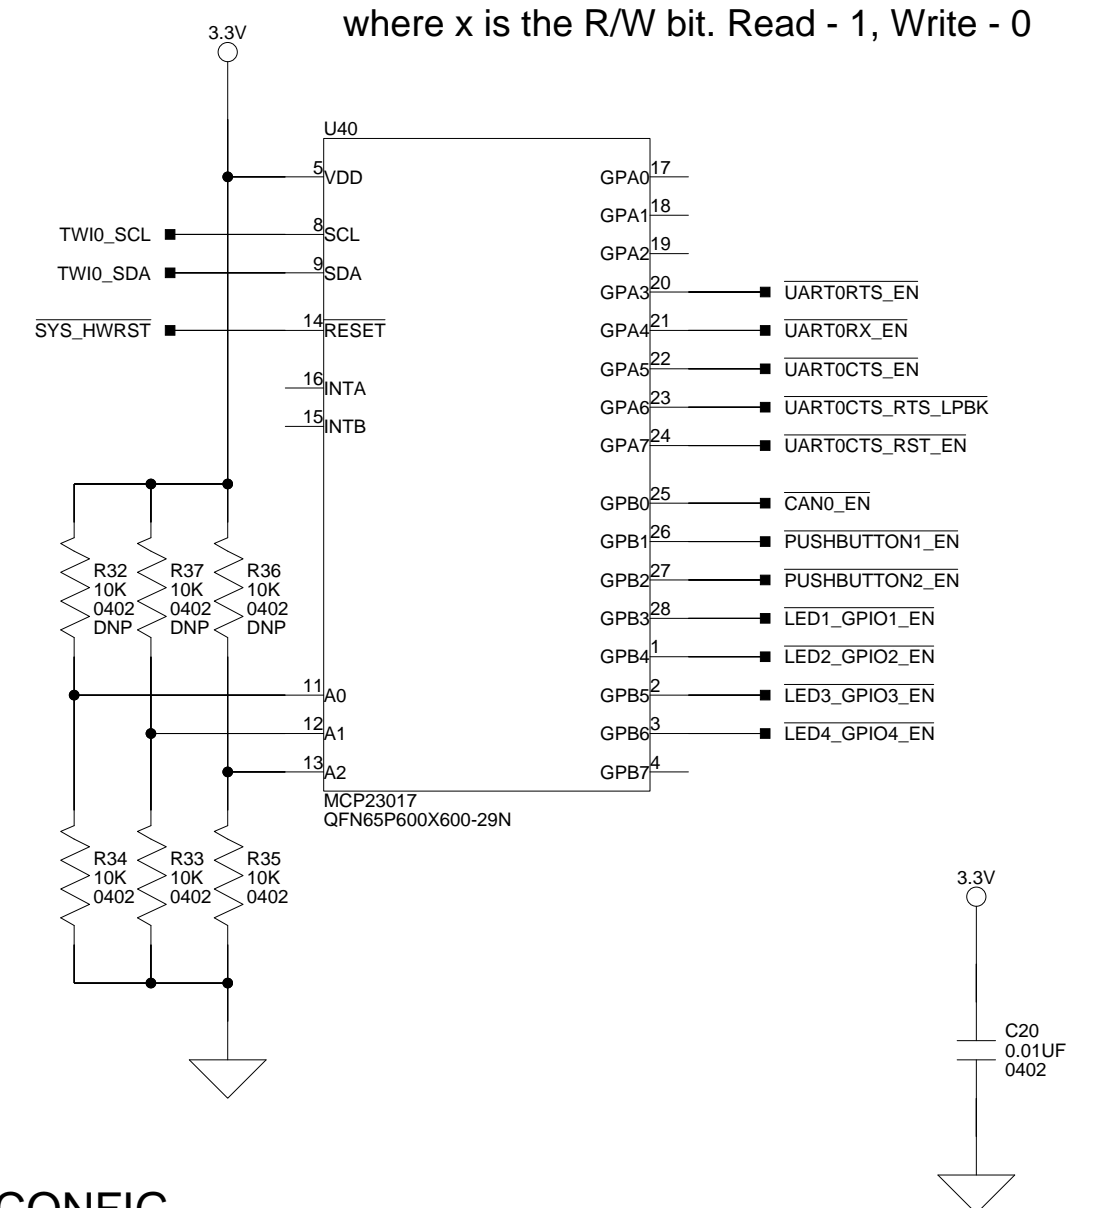 where x is the R/W bit. Read - 1, Write - 0
3.3V
U40
5 VDD
TWI0_SCL 8 SCL
TWI0_SDA 9 SDA
SYS_HWRST 14 RESET
16 INTA
15 INTB
GPA0 17
GPA1 18
GPA2 19
GPA3 20 UART0RTS_EN
GPA4 21 UART0RX_EN
GPA5 22 UART0CTS_EN
GPA6 23 UART0CTS_RTS_LPBK
GPA7 24 UART0CTS_RST_EN
GPB0 25 CAN0_EN
GPB1 26 PUSHBUTTON1_EN
GPB2 27 PUSHBUTTON2_EN
GPB3 28 LED1_GPIO1_EN
GPB4 1 LED2_GPIO2_EN
GPB5 2 LED3_GPIO3_EN
GPB6 3 LED4_GPIO4_EN
GPB7 4
R32
10K
0402
DNP
R37
10K
0402
DNP
R36
10K
0402
DNP
11 A0
12 A1
13 A2
MCP23017
QFN65P600X600-29N
R34
10K
0402
R33
10K
0402
R35
10K
0402
3.3V
C20
0.01UF
0402